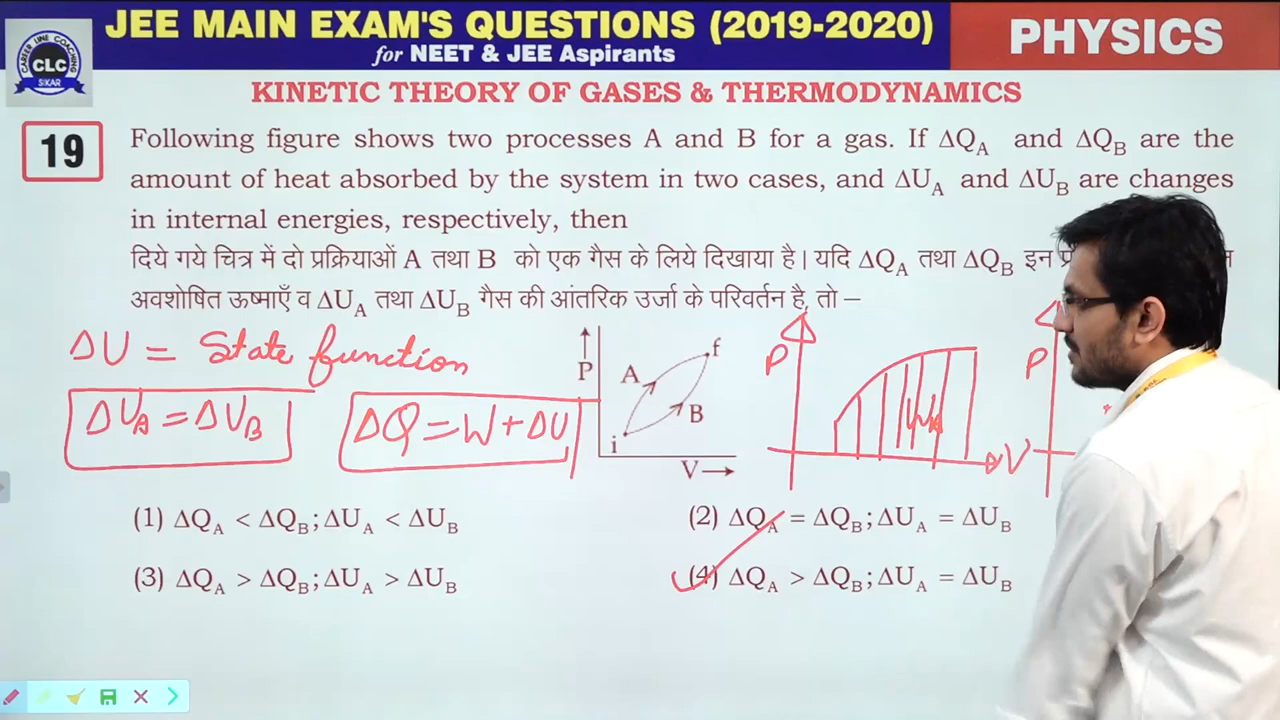 JEE MAIN EXAM'S QUESTIONS (2019-2020)
for NEET & JEE Aspirants
PHYSICS
CAREER LINE COACHING
CLC
SIKAR
KINETIC THEORY OF GASES & THERMODYNAMICS
19
Following figure shows two processes A and B for a gas. If ΔQ_A and ΔQ_B are the
amount of heat absorbed by the system in two cases, and ΔU_A and ΔU_B are changes
in internal energies, respectively, then
दिये गये चित्र में दो प्रक्रियाओं A तथा B को एक गैस के लिये दिखाया है। यदि ΔQ_A तथा ΔQ_B इन
अवशोषित ऊष्माएँ व ΔU_A तथा ΔU_B गैस की आंतरिक उर्जा के परिवर्तन है, तो –
ΔU = State function
ΔU_A = ΔU_B
ΔQ = W + ΔU
P
A
f
B
i
V
P
V
P
(1) ΔQ_A < ΔQ_B; ΔU_A < ΔU_B
(2) ΔQ_A = ΔQ_B; ΔU_A = ΔU_B
(3) ΔQ_A > ΔQ_B; ΔU_A > ΔU_B
(4) ΔQ_A > ΔQ_B; ΔU_A = ΔU_B